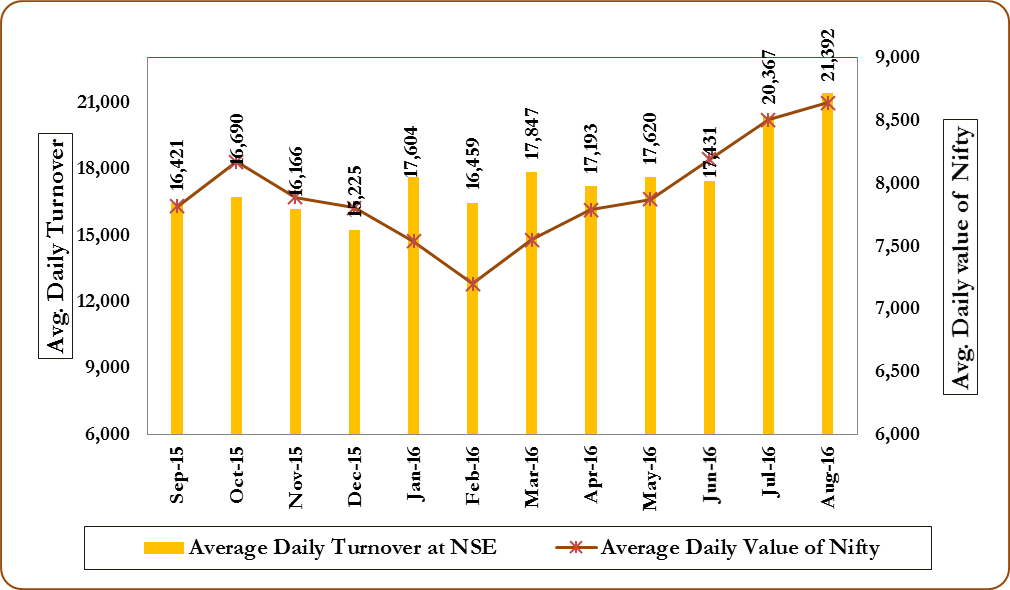 Avg. Daily Turnover
21,000
18,000
15,000
12,000
9,000
6,000
16,421
16,690
16,166
15,225
17,604
16,459
17,847
17,193
17,620
17,431
20,367
21,392
9,000
8,500
8,000
7,500
7,000
6,500
6,000
Avg. Daily value of Nifty
Sep-15
Oct-15
Nov-15
Dec-15
Jan-16
Feb-16
Mar-16
Apr-16
May-16
Jun-16
Jul-16
Aug-16
Average Daily Turnover at NSE
Average Daily Value of Nifty